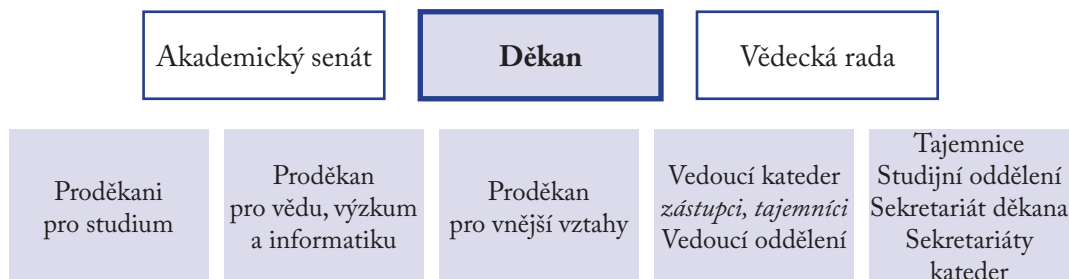 Akademický senát
Děkan
Vědecká rada
Proděkani
pro studium
Proděkan
pro vědu, výzkum
a informatiku
Proděkan
pro vnější vztahy
Vedoucí kateder
zástupci, tajemníci
Vedoucí oddělení
Tajemnice
Studijní oddělení
Sekretariát děkana
Sekretariáty
kateder